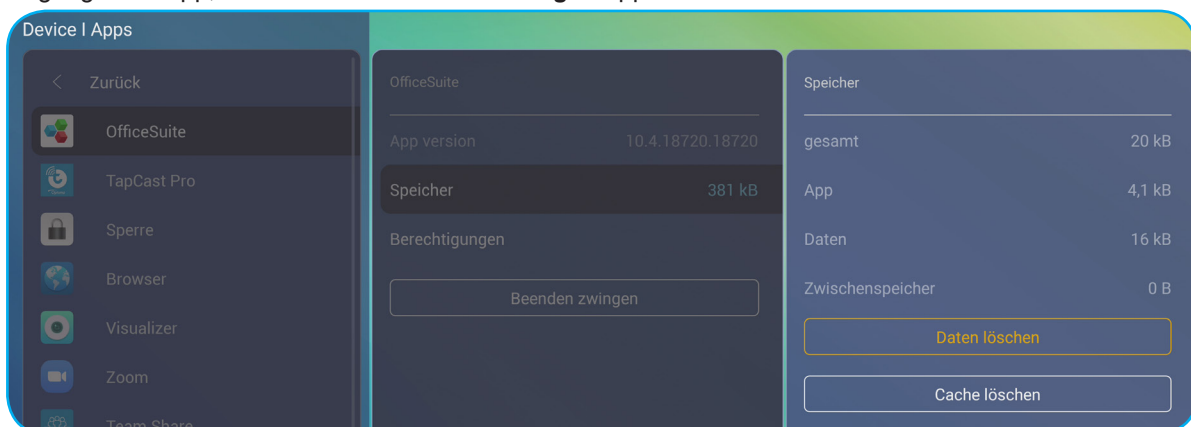 Device I Apps
Zurück
OfficeSuite
TapCast Pro
Sperre
Browser
Visualizer
Zoom
Team Share
OfficeSuite
App version 10.4.18720.18720
Speicher 381 kB
Berechtigungen
Beenden zwingen
Speicher
gesamt 20 kB
App 4,1 kB
Daten 16 kB
Zwischenspeicher 0 B
Daten löschen
Cache löschen